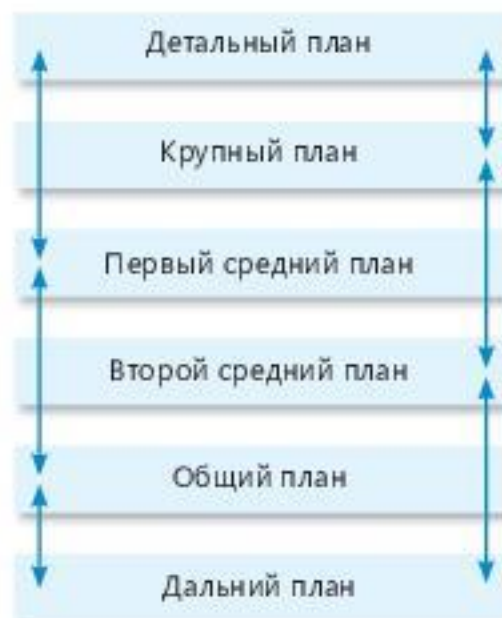 Детальный план
Крупный план
Первый средний план
Второй средний план
Общий план
Дальний план